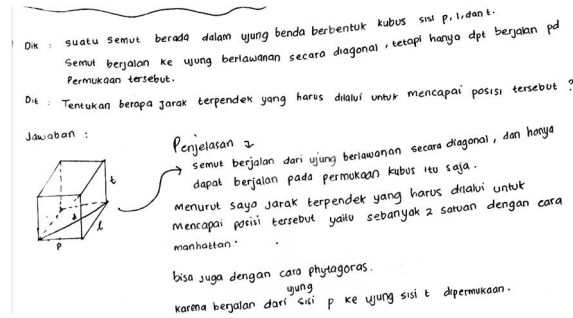 Dik : suatu semut berada dalam ujung benda berbentuk kubus sisi p, l, dan t.
Semut berjalan ke ujung berlawanan secara diagonal, tetapi hanya dpt berjalan pd
Permukaan tersebut.
Dit : Tentukan berapa jarak terpendek yang harus dilalui untuk mencapai posisi tersebut ?
Jawaban :
Penjelasan 2
semut berjalan dari ujung berlawanan secara diagonal, dan hanya
dapat berjalan pada permukaan kubus itu saja.
menurut saya jarak terpendek yang harus dilalui untuk
mencapai posisi tersebut yaitu sebanyak 2 satuan dengan cara
manhattan.
bisa juga dengan cara phytagoras.
ujung
karena berjalan dari sisi p ke ujung sisi t dipermukaan.
t
l
p